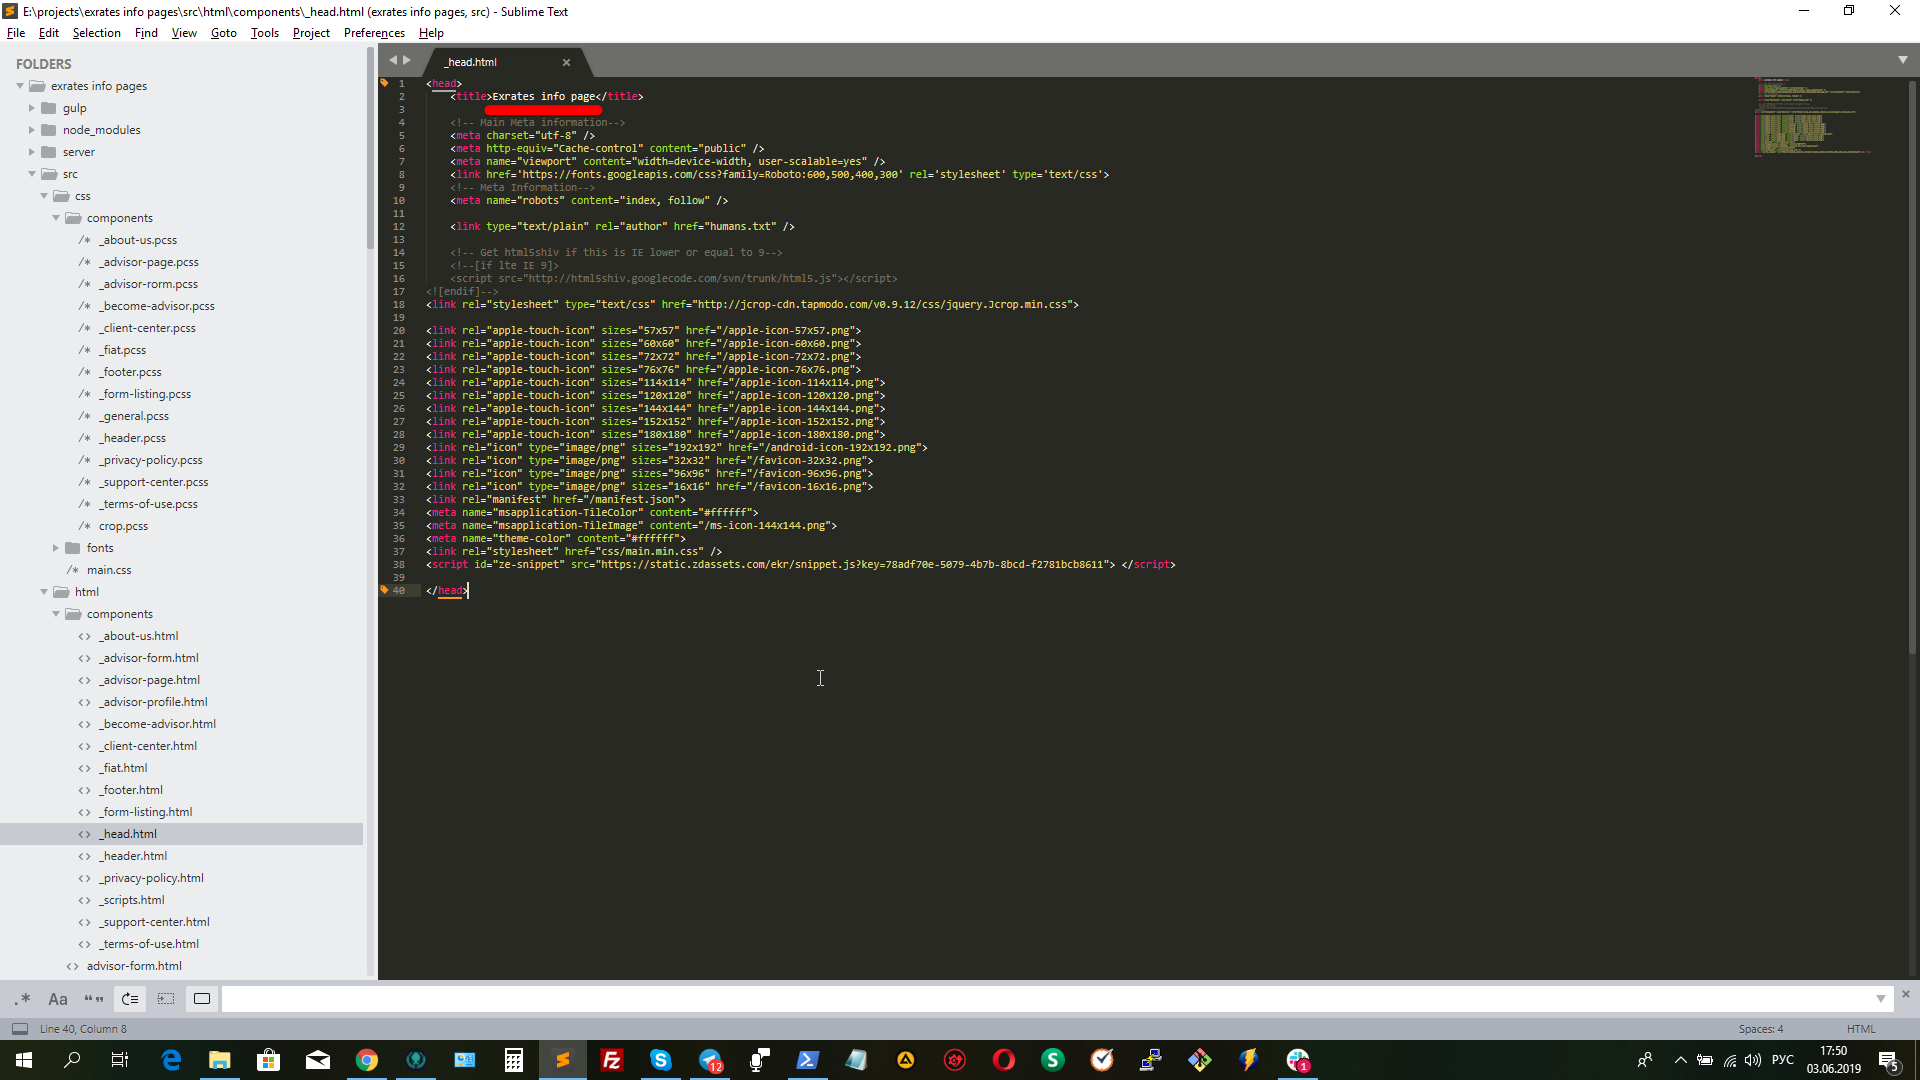 E:\projects\exrates info pages\src\html\components\_head.html (exrates info pages, src) - Sublime Text
File Edit Selection Find View Goto Tools Project Preferences Help
FOLDERS
exrates info pages
gulp
node_modules
server
src
css
components
/* _about-us.pcss
/* _advisor-page.pcss
/* _advisor-rorm.pcss
/* _become-advisor.pcss
/* _client-center.pcss
/* _fiat.pcss
/* _footer.pcss
/* _form-listing.pcss
/* _general.pcss
/* _header.pcss
/* _privacy-policy.pcss
/* _support-center.pcss
/* _terms-of-use.pcss
/* crop.pcss
fonts
/* main.css
html
components
<> _about-us.html
<> _advisor-form.html
<> _advisor-page.html
<> _advisor-profile.html
<> _become-advisor.html
<> _client-center.html
<> _fiat.html
<> _footer.html
<> _form-listing.html
<> _head.html
<> _header.html
<> _privacy-policy.html
<> _scripts.html
<> _support-center.html
<> _terms-of-use.html
<> advisor-form.html
_head.html
1 <head>
2 <title>Exrates info page</title>
3
4 <!-- Main Meta information-->
5 <meta charset="utf-8" />
6 <meta http-equiv="Cache-control" content="public" />
7 <meta name="viewport" content="width=device-width, user-scalable=yes" />
8 <link href='https://fonts.googleapis.com/css?family=Roboto:600,500,400,300' rel='stylesheet' type='text/css'>
9 <!-- Meta Information-->
10 <meta name="robots" content="index, follow" />
11
12 <link type="text/plain" rel="author" href="humans.txt" />
13
14 <!-- Get html5shiv if this is IE lower or equal to 9-->
15 <!--[if lte IE 9]>
16 <script src="http://html5shiv.googlecode.com/svn/trunk/html5.js"></script>
17 <![endif]-->
18 <link rel="stylesheet" type="text/css" href="http://jcrop-cdn.tapmodo.com/v0.9.12/css/jquery.Jcrop.min.css">
19
20 <link rel="apple-touch-icon" sizes="57x57" href="/apple-icon-57x57.png">
21 <link rel="apple-touch-icon" sizes="60x60" href="/apple-icon-60x60.png">
22 <link rel="apple-touch-icon" sizes="72x72" href="/apple-icon-72x72.png">
23 <link rel="apple-touch-icon" sizes="76x76" href="/apple-icon-76x76.png">
24 <link rel="apple-touch-icon" sizes="114x114" href="/apple-icon-114x114.png">
25 <link rel="apple-touch-icon" sizes="120x120" href="/apple-icon-120x120.png">
26 <link rel="apple-touch-icon" sizes="144x144" href="/apple-icon-144x144.png">
27 <link rel="apple-touch-icon" sizes="152x152" href="/apple-icon-152x152.png">
28 <link rel="apple-touch-icon" sizes="180x180" href="/apple-icon-180x180.png">
29 <link rel="icon" type="image/png" sizes="192x192" href="/android-icon-192x192.png">
30 <link rel="icon" type="image/png" sizes="32x32" href="/favicon-32x32.png">
31 <link rel="icon" type="image/png" sizes="96x96" href="/favicon-96x96.png">
32 <link rel="icon" type="image/png" sizes="16x16" href="/favicon-16x16.png">
33 <link rel="manifest" href="/manifest.json">
34 <meta name="msapplication-TileColor" content="#ffffff">
35 <meta name="msapplication-TileImage" content="/ms-icon-144x144.png">
36 <meta name="theme-color" content="#ffffff">
37 <link rel="stylesheet" href="css/main.min.css" />
38 <script id="ze-snippet" src="https://static.zdassets.com/ekr/snippet.js?key=78adf70e-5079-4b7b-8bcd-f2781bcb8611"> </script>
39
40 </head>
.* Aa “”
Line 40, Column 8
Spaces: 4
HTML
12
1
РУС
17:50
03.06.2019
5